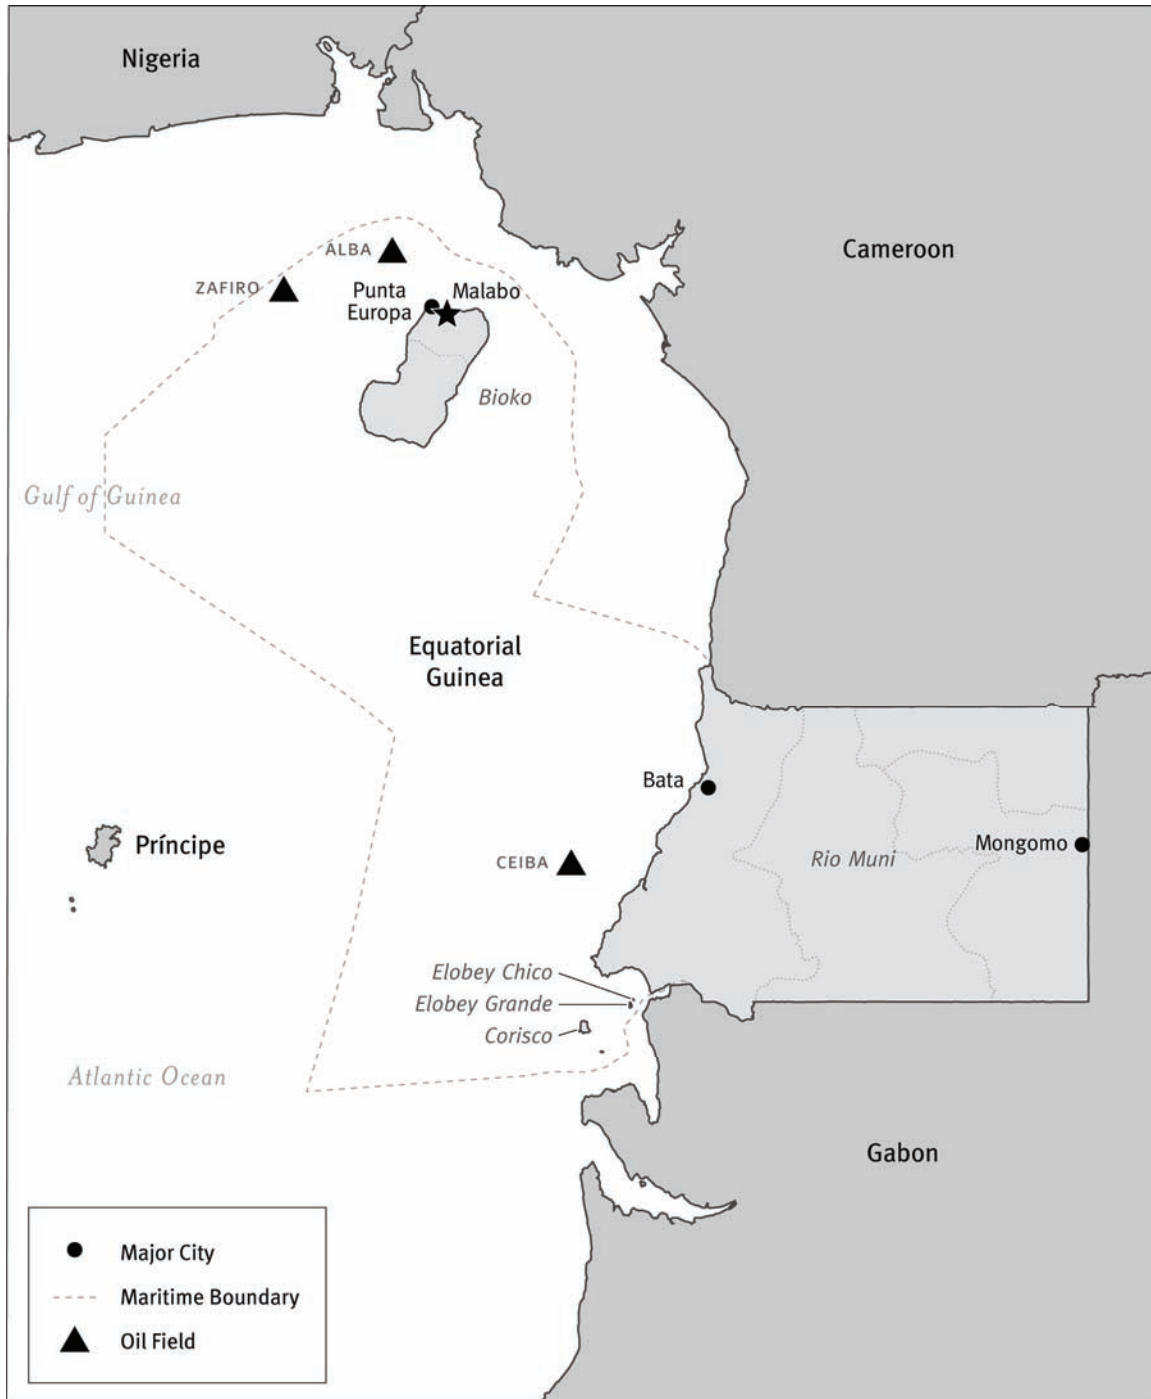 Nigeria
Cameroon
ALBA
ZAFIRO
Punta
Europa
Malabo
Bioko
Gulf of Guinea
Equatorial
Guinea
Bata
Príncipe
Rio Muni
Mongomo
CEIBA
Elobey Chico
Elobey Grande
Corisco
Atlantic Ocean
Gabon
Major City
Maritime Boundary
Oil Field